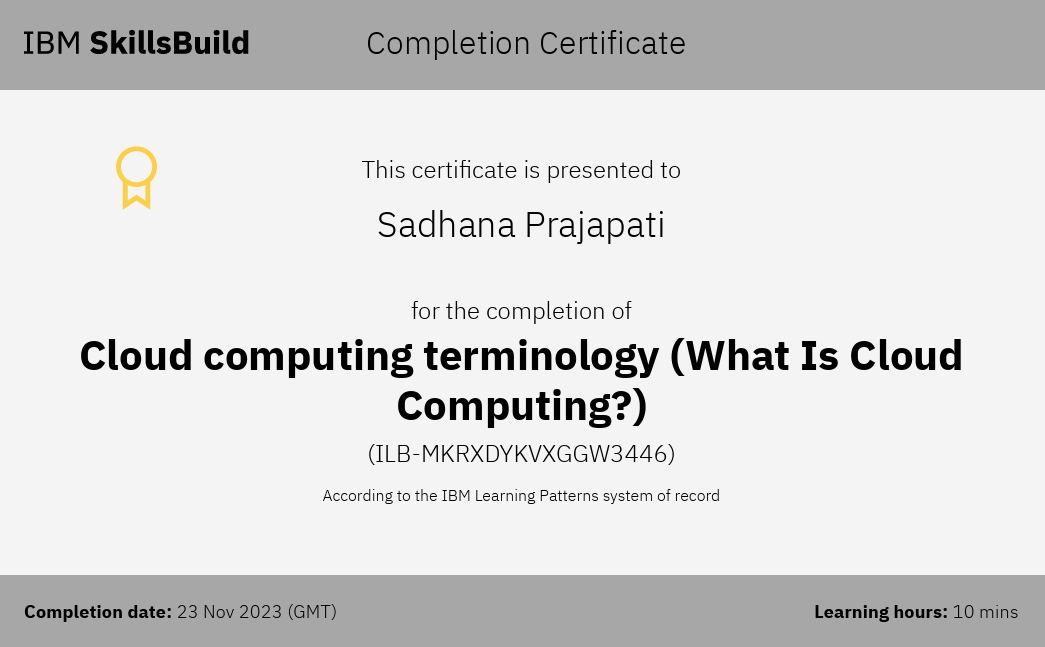 IBM SkillsBuild
Completion Certificate
This certificate is presented to
Sadhana Prajapati
for the completion of
Cloud computing terminology (What Is Cloud
Computing?)
(ILB-MKRXDYKVXGGW3446)
According to the IBM Learning Patterns system of record
Completion date: 23 Nov 2023 (GMT)
Learning hours: 10 mins